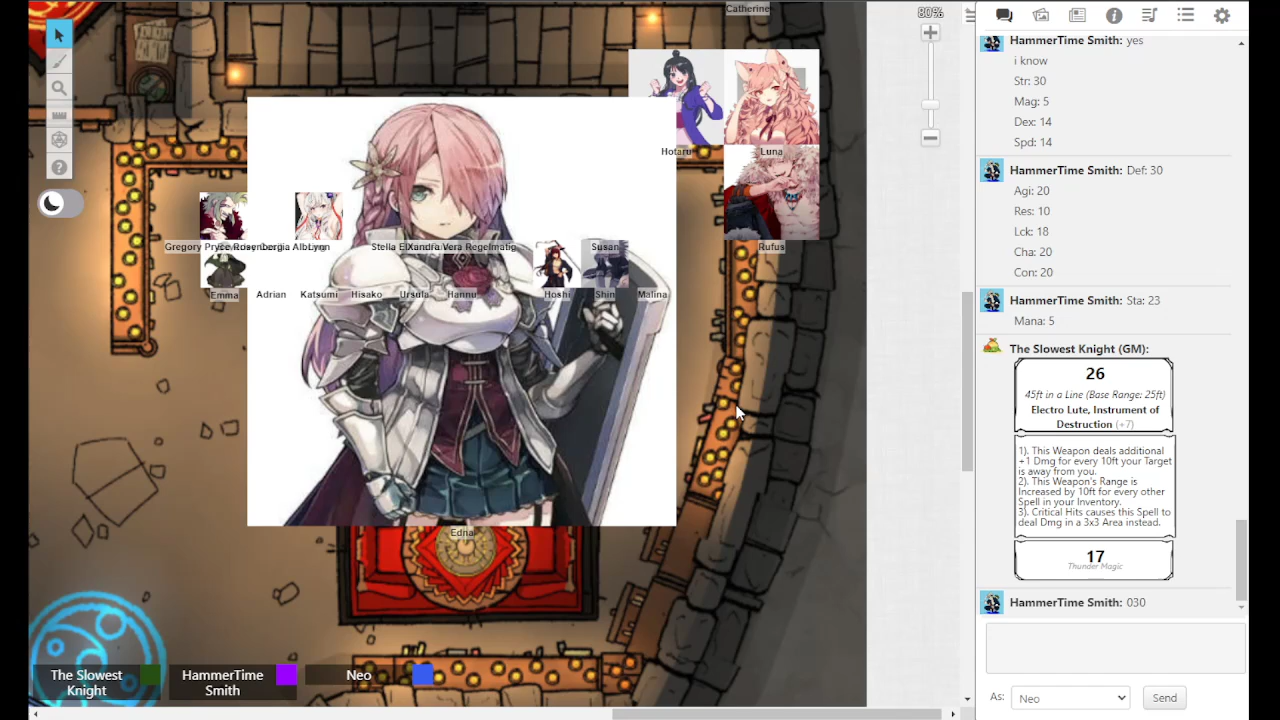 Catherine
80%
Hotaru
Luna
Rufus
Lynn
Susan
Emma
Adrian
Katsumi
Hisako
Ursula
Hannu
Hoshi
Shin
Malina
Edna
The Slowest
Knight
HammerTime
Smith
Neo
HammerTime Smith: yes
i know
Str: 30
Mag: 5
Dex: 14
Spd: 14
HammerTime Smith: Def: 30
Agi: 20
Res: 10
Lck: 18
Cha: 20
Con: 20
HammerTime Smith: Sta: 23
Mana: 5
The Slowest Knight (GM):
26
45ft in a Line (Base Range: 25ft)
Electro Lute, Instrument of
Destruction (+7)
1). This Weapon deals additional
+1 Dmg for every 10ft your Target
is away from you.
2). This Weapon's Range is
Increased by 10ft for every other
Spell in your Inventory.
3). Critical Hits causes this Spell to
deal Dmg in a 3x3 Area instead.
17
Thunder Magic
HammerTime Smith: 030
As:
Neo
Send